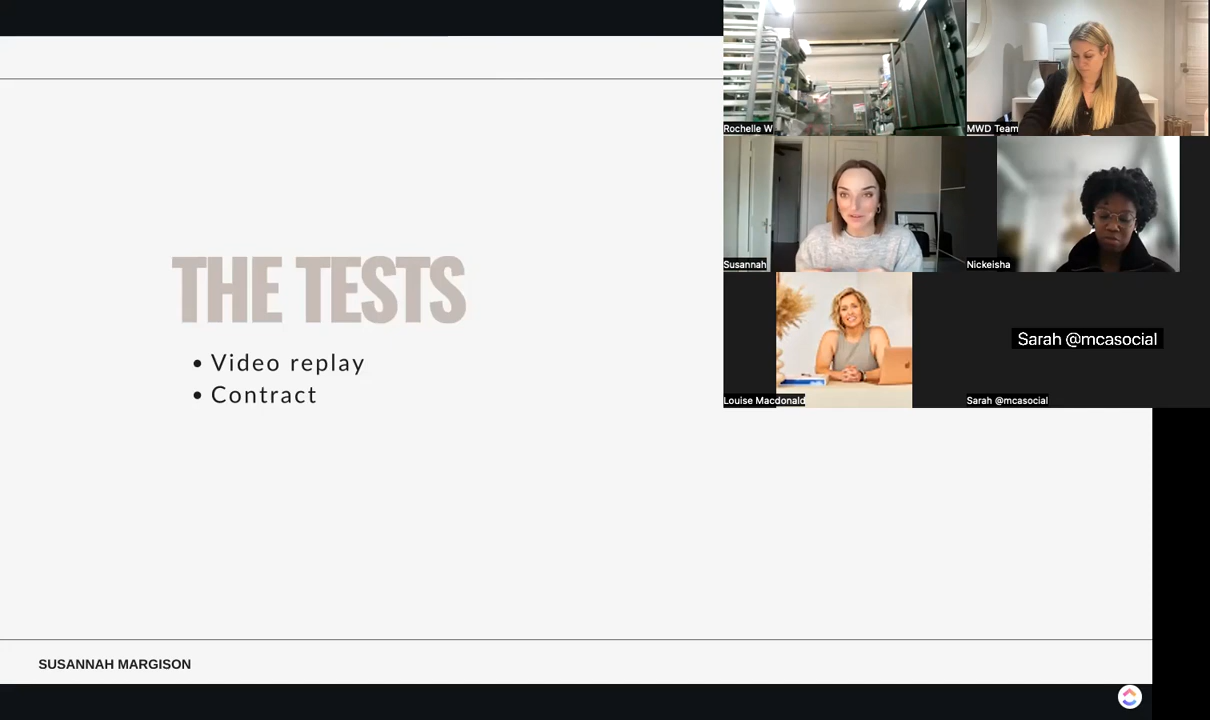 THE TESTS
• Video replay
• Contract
SUSANNAH MARGISON
Rochelle W
MWD Team
Susannah
Nickeisha
Louise Macdonald
Sarah @mcasocial
Sarah @mcasocial